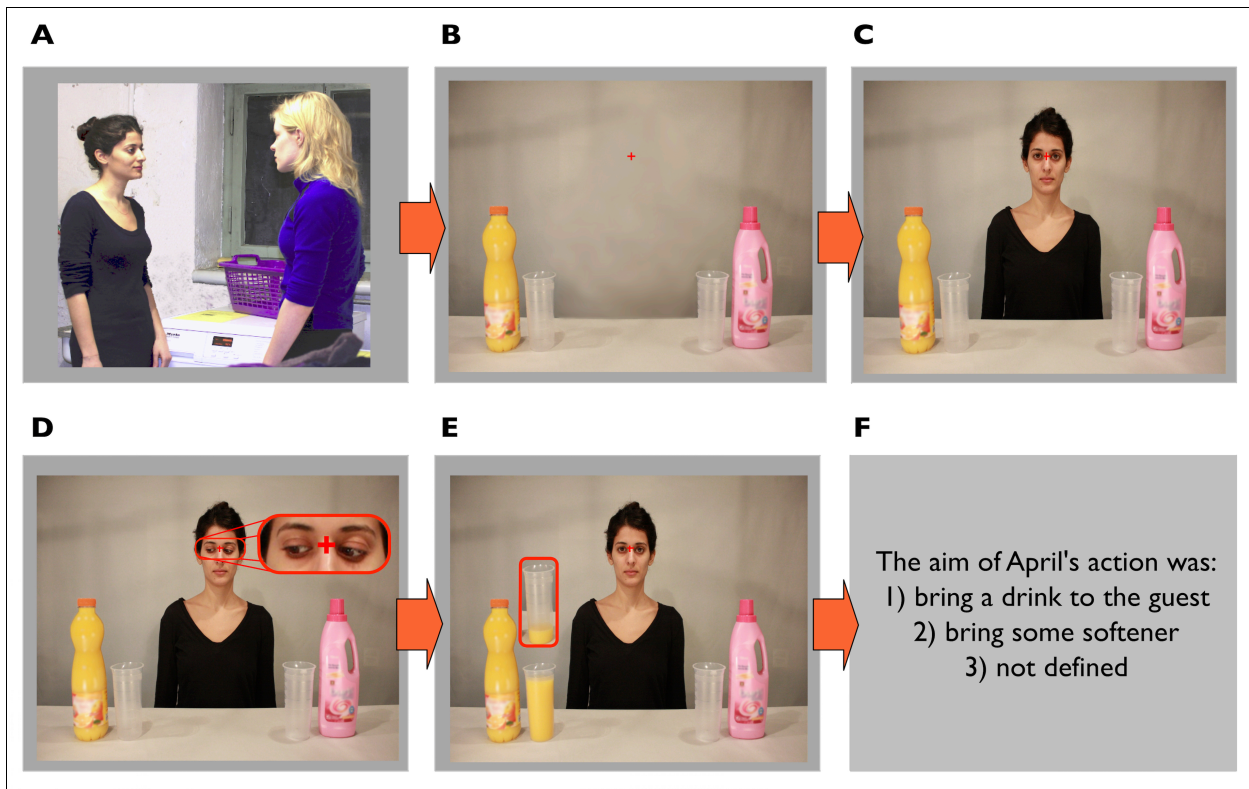 A
B
C
D
E
F
The aim of April's action was:
1) bring a drink to the guest
2) bring some softener
3) not defined